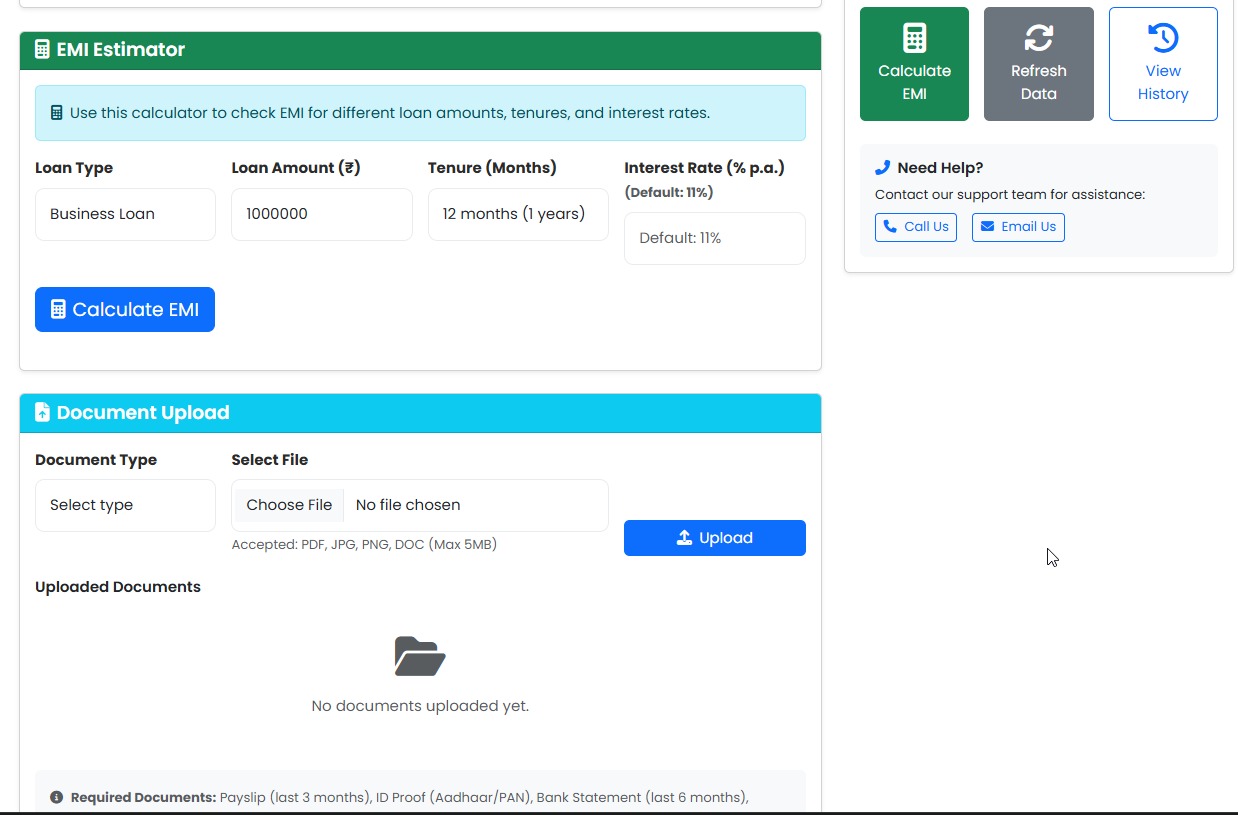 EMI Estimator
Use this calculator to check EMI for different loan amounts, tenures, and interest rates.
Loan Type
Business Loan
Loan Amount (₹)
1000000
Tenure (Months)
12 months (1 years)
Interest Rate (% p.a.)
(Default: 11%)
Default: 11%
Calculate EMI
Document Upload
Document Type
Select type
Select File
Choose File No file chosen
Accepted: PDF, JPG, PNG, DOC (Max 5MB)
Upload
Uploaded Documents
No documents uploaded yet.
Required Documents: Payslip (last 3 months), ID Proof (Aadhaar/PAN), Bank Statement (last 6 months),
Calculate
EMI
Refresh
Data
View
History
Need Help?
Contact our support team for assistance:
Call Us
Email Us